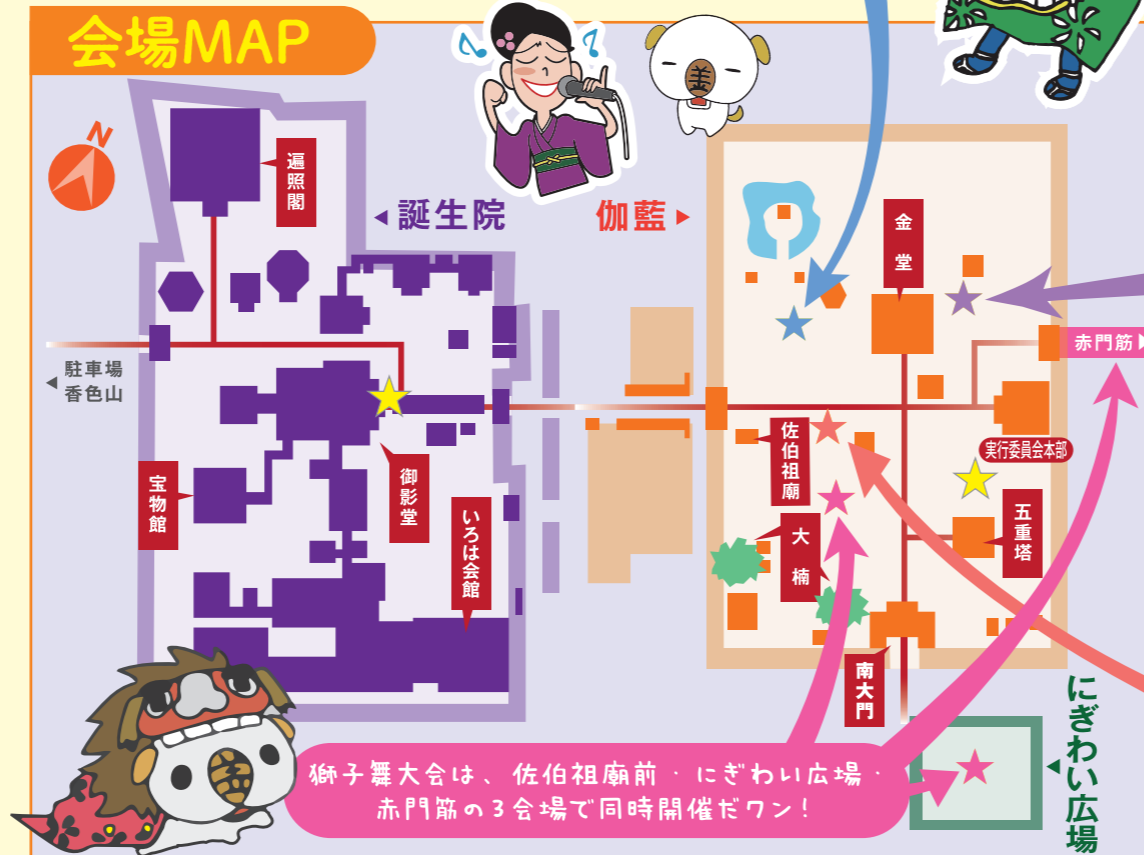 会場MAP
N
金
遍照閣
誕生院
伽藍
金堂
赤門筋
駐車場
香色山
佐伯祖廟
実行委員会本部
宝物館
御影堂
いろは会館
大楠
五重塔
南大門
にぎわい広場
獅子舞大会は、佐伯祖廟前・にぎわい広場・
赤門筋の3会場で同時開催だワン!